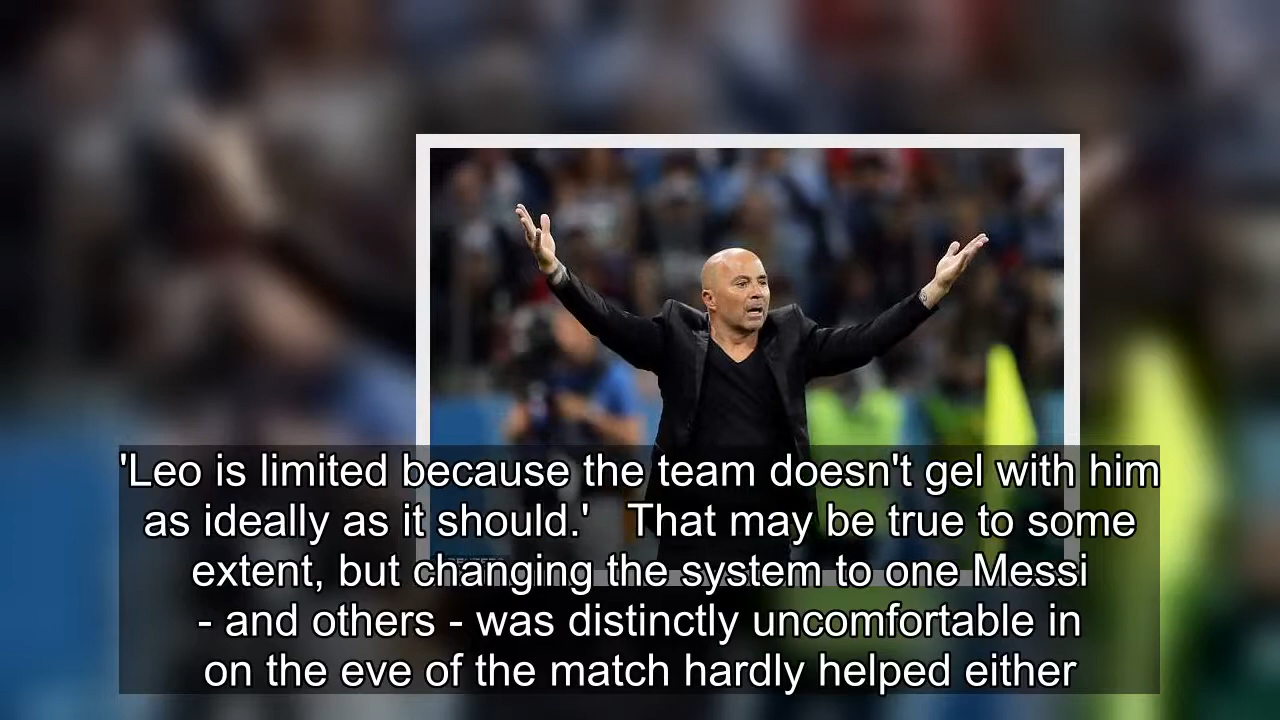 'Leo is limited because the team doesn't gel with him
as ideally as it should.'   That may be true to some
extent, but changing the system to one Messi
- and others - was distinctly uncomfortable in
on the eve of the match hardly helped either